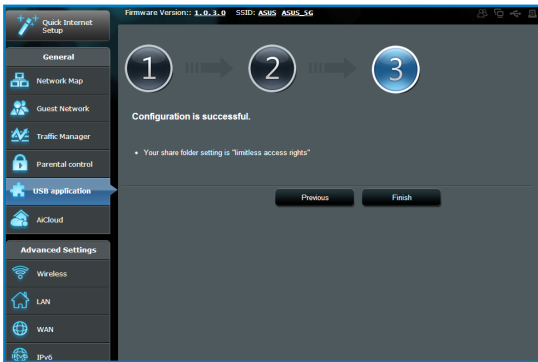 Quick Internet
Setup
Firmware Version:: 1.0.3.0 SSID: ASUS ASUS_5G
General
Network Map
Guest Network
Traffic Manager
Parental control
USB application
AiCloud
Advanced Settings
Wireless
LAN
WAN
IPv6
1
2
3
Configuration is successful.
• Your share folder setting is "limitless access rights"
Previous
Finish